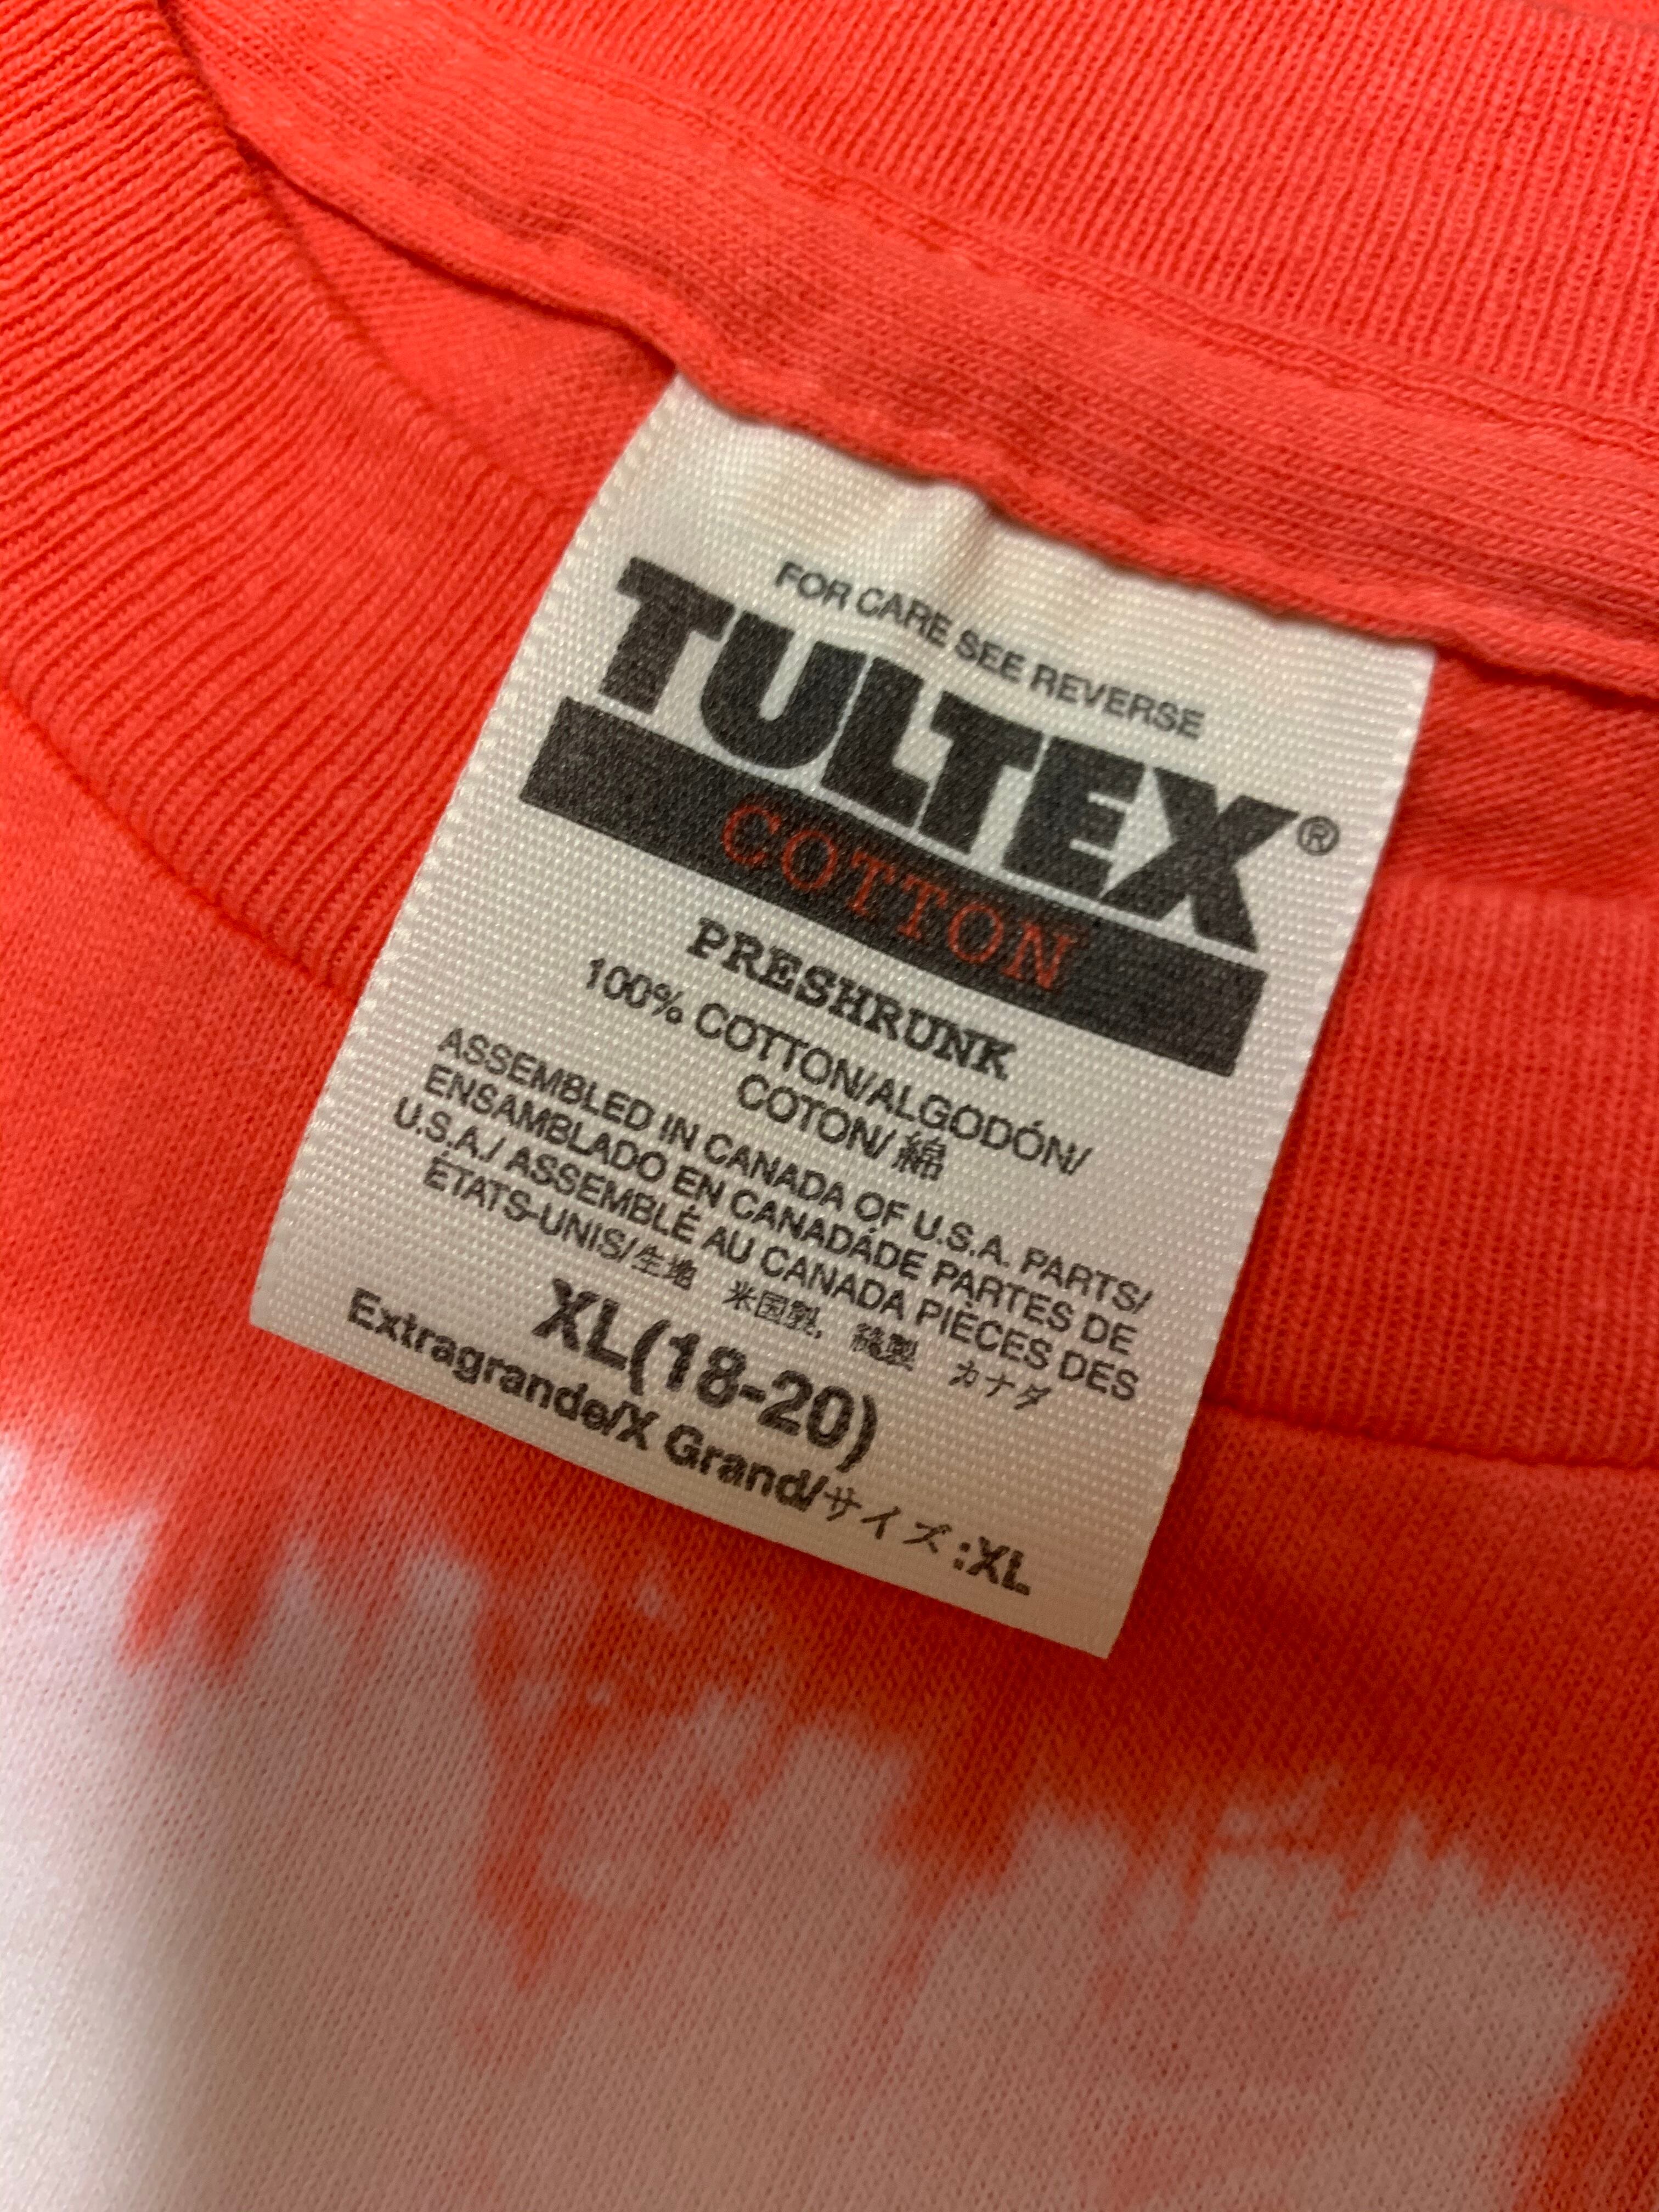 FOR CARE SEE REVERSE
TULTEX®
COTTON
PRESHRUNK
100% COTTON/ALGODÓN/
COTON/綿
ASSEMBLED IN CANADA OF U.S.A. PARTS/
ENSAMBLADO EN CANADÁDE PARTES DE
U.S.A./ ASSEMBLÉ AU CANADA PIÈCES DES
ÉTATS-UNIS/生地 米国製, 縫製 カナダ
XL(18-20)
Extragrande/X Grand/サイズ:XL